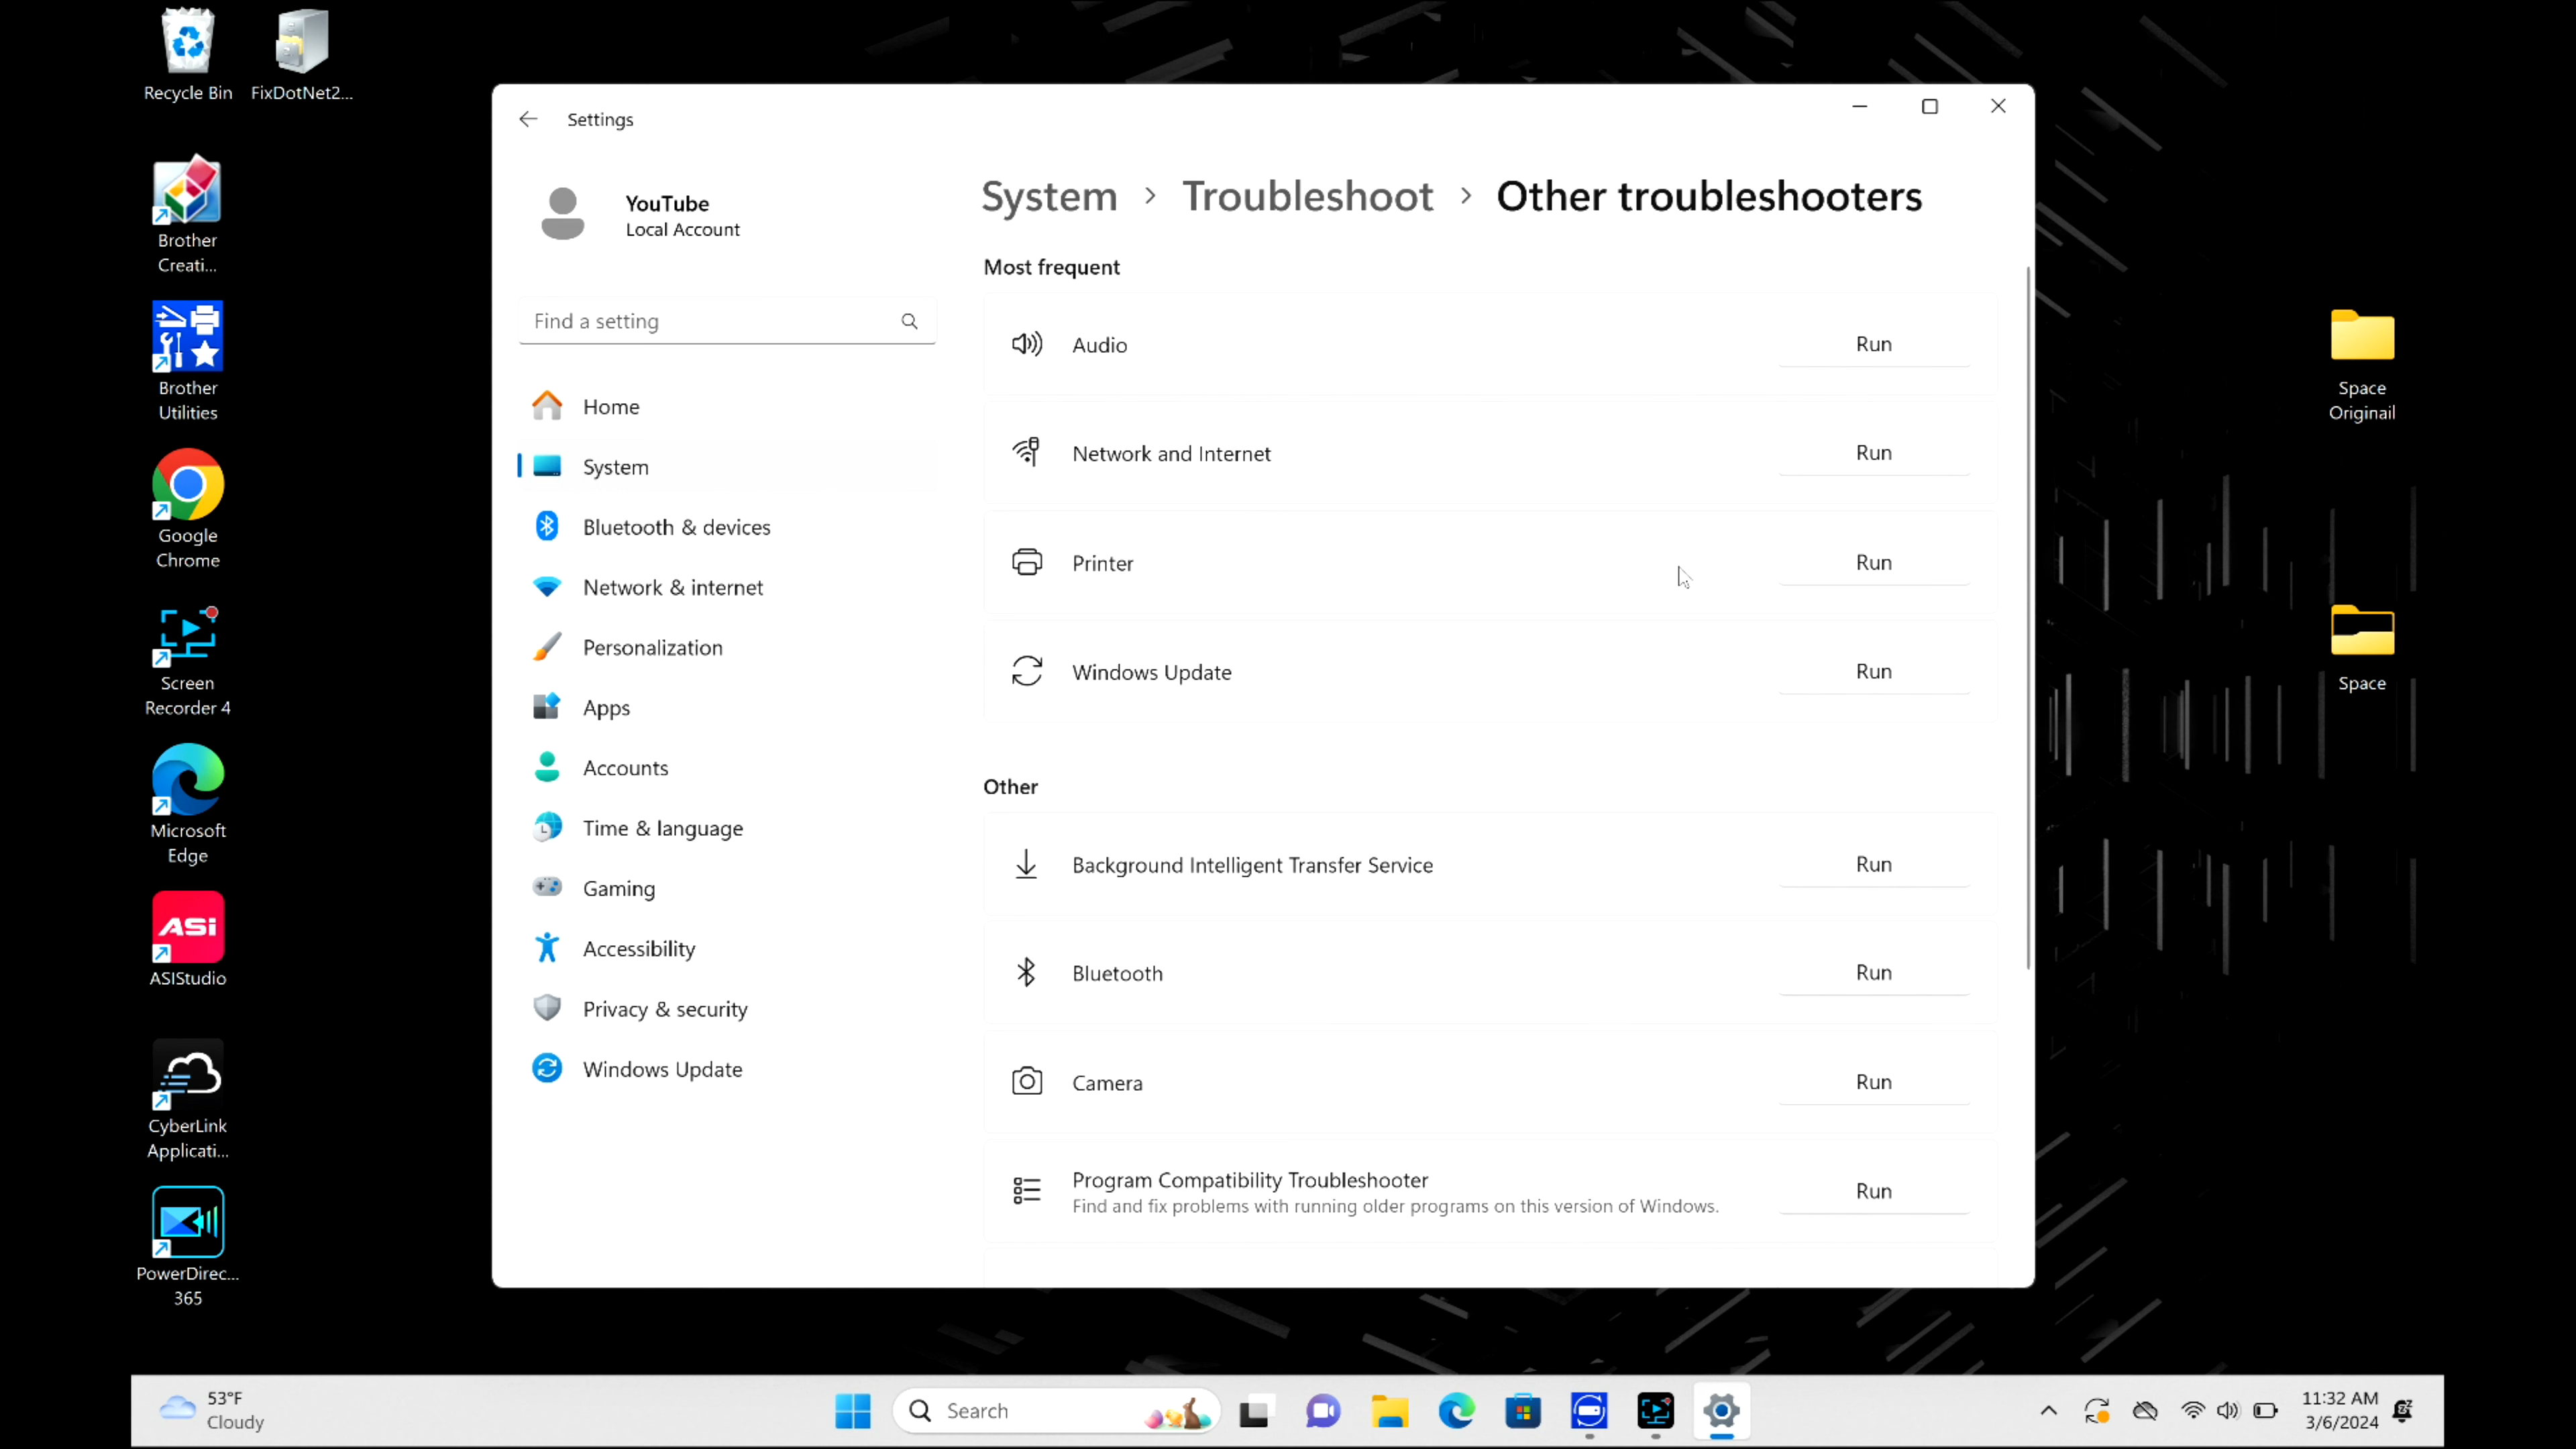 Recycle Bin
FixDotNet2...
Brother
Creati...
Brother
Utilities
Google
Chrome
Screen
Recorder 4
Microsoft
Edge
ASi
ASIStudio
CyberLink
Applicati...
PowerDirec...
365
Settings
YouTube
Local Account
Find a setting
Home
System
Bluetooth & devices
Network & internet
Personalization
Apps
Accounts
Time & language
Gaming
Accessibility
Privacy & security
Windows Update
System > Troubleshoot > Other troubleshooters
Most frequent
Audio Run
Network and Internet Run
Printer Run
Windows Update Run
Other
Background Intelligent Transfer Service Run
Bluetooth Run
Camera Run
Program Compatibility Troubleshooter Run
Find and fix problems with running older programs on this version of Windows.
Space
Originail
Space
53°F
Cloudy
Search
11:32 AM
3/6/2024